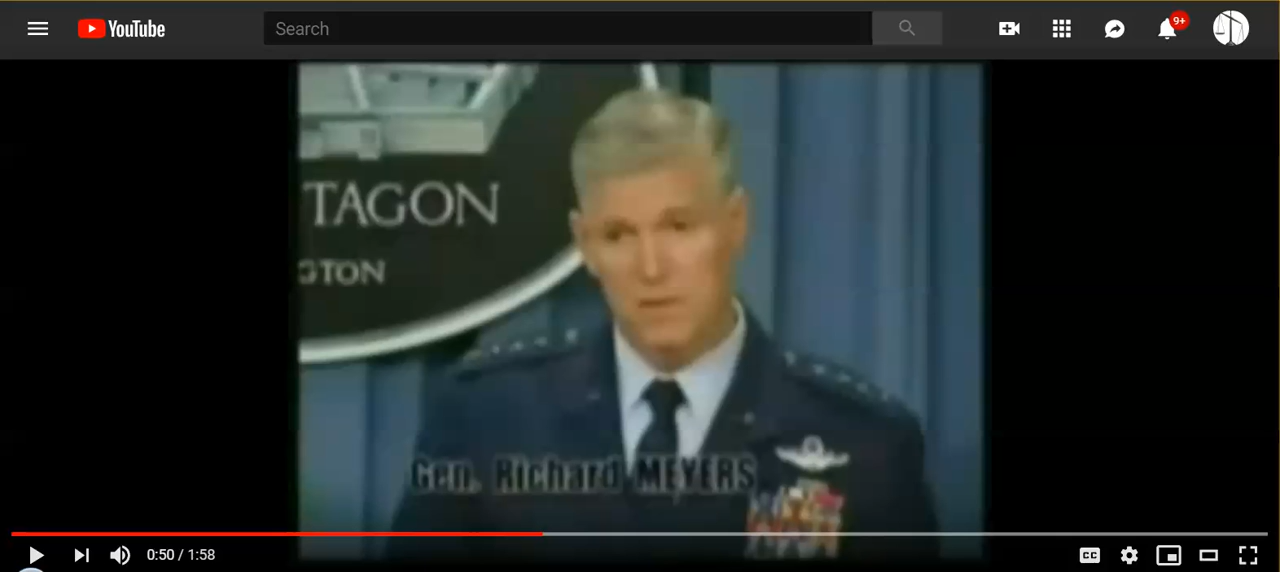 YouTube
Search
9+
TAGON
GTON
Gen. Richard MEYERS
0:50 / 1:58
CC